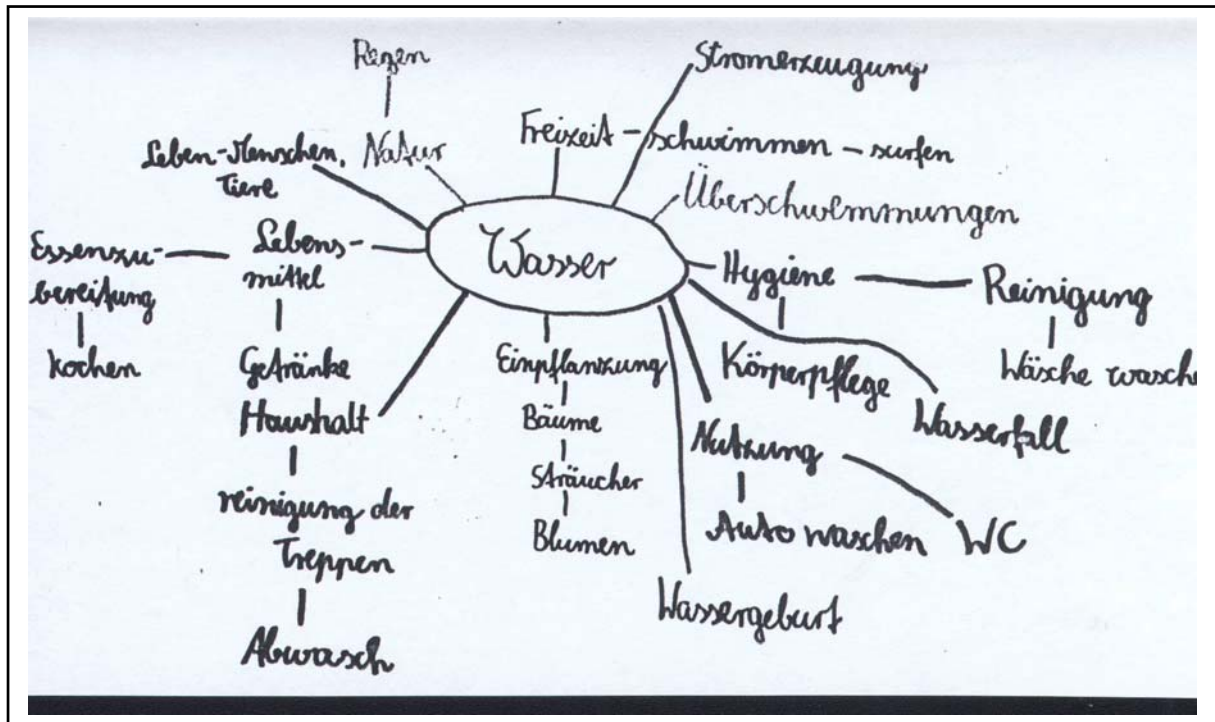 Regen
Stromerzeugung
Freizeit – schwimmen – surfen
Leben-Menschen,
Tiere
Natur
Überschwemmungen
Wasser
Essenszu-
bereitung
kochen
Lebens-
mittel
Getränke
Hygiene
Reinigung
Wäsche wasche
Körperpflege
Wasserfall
Haushalt
reinigung der
Treppen
Abwasch
Einpflanzung
Bäume
Sträucher
Blumen
Nutzung
Auto waschen
WC
Wassergeburt